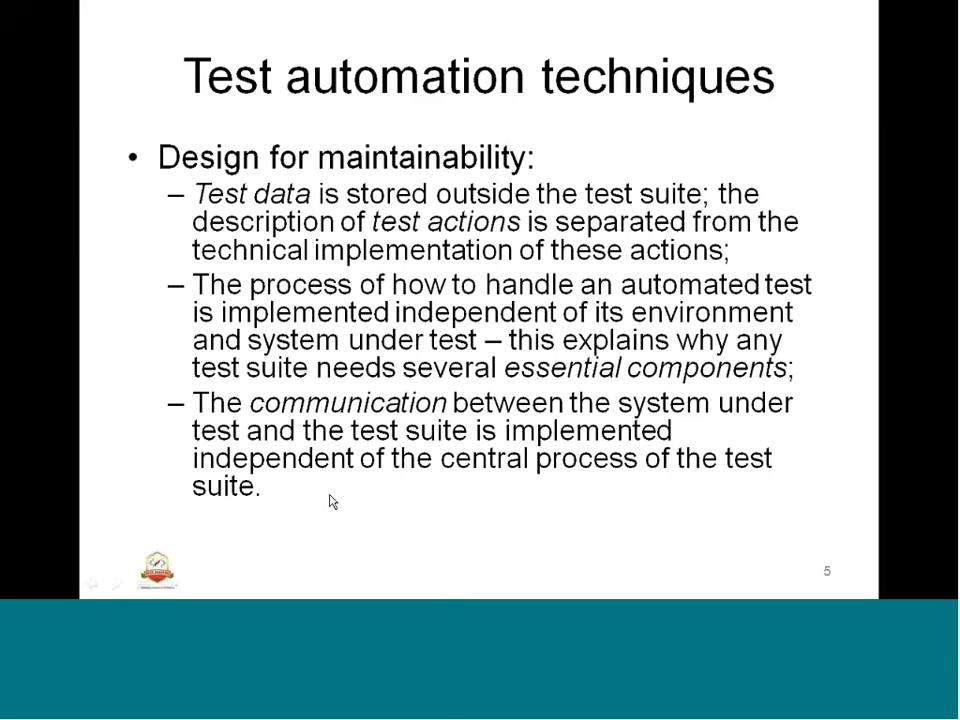 Test automation techniques
• Design for maintainability:
– Test data is stored outside the test suite; the
description of test actions is separated from the
technical implementation of these actions;
– The process of how to handle an automated test
is implemented independent of its environment
and system under test – this explains why any
test suite needs several essential components;
– The communication between the system under
test and the test suite is implemented
independent of the central process of the test
suite.
5